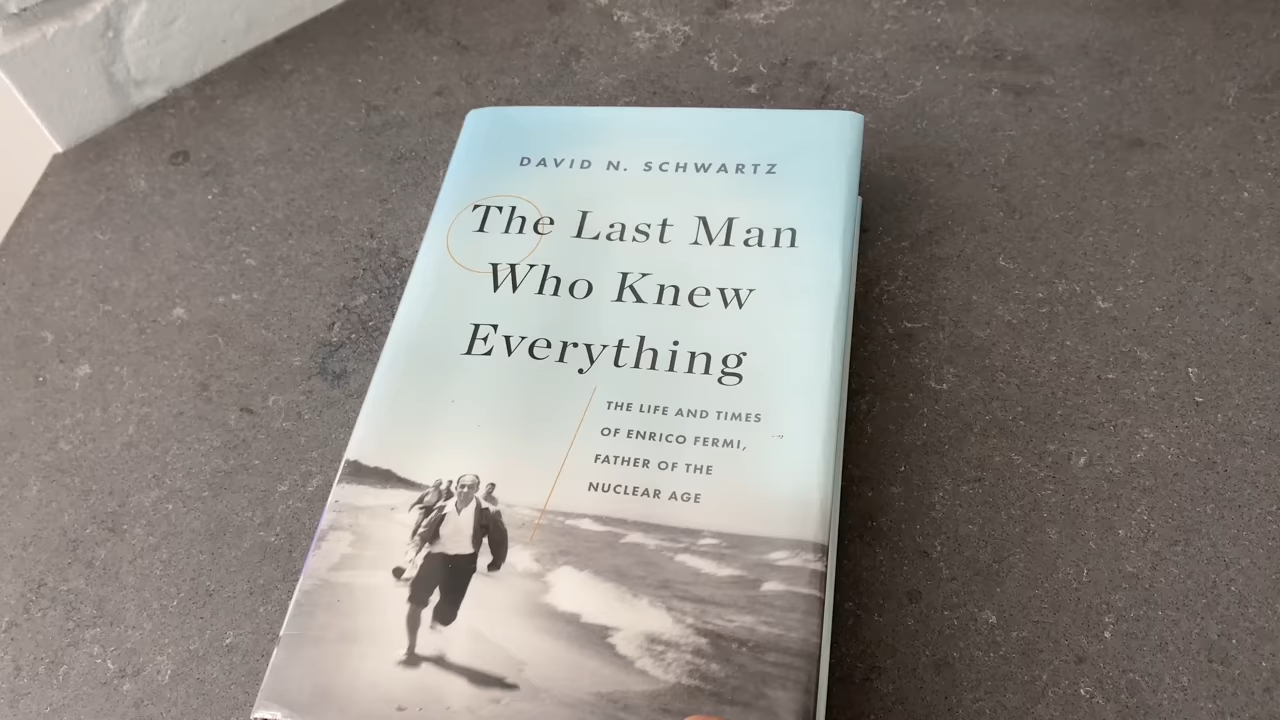 DAVID N. SCHWARTZ
The Last Man
Who Knew
Everything
THE LIFE AND TIMES
OF ENRICO FERMI,
FATHER OF THE
NUCLEAR AGE